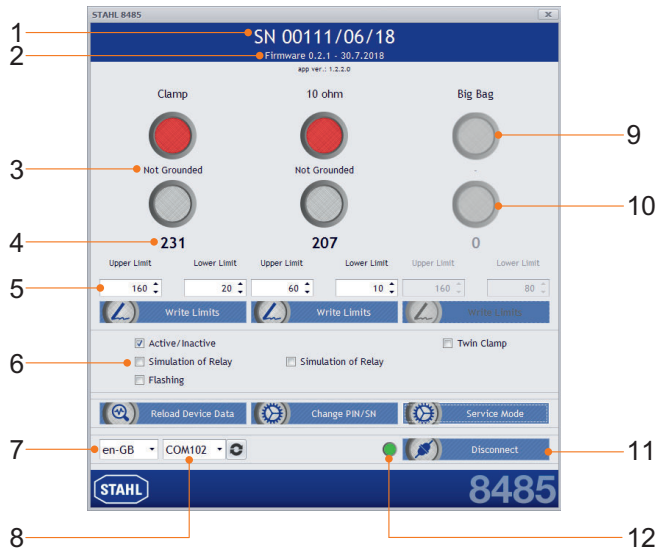 STAHL 8485
1 SN 00111/06/18
2 Firmware 0.2.1 - 30.7.2018
app ver.: 1.2.2.0
Clamp 10 ohm Big Bag
9
3 Not Grounded Not Grounded -
10
4 231 207 0
Upper Limit Lower Limit Upper Limit Lower Limit Upper Limit Lower Limit
5 160 20 60 10 160 80
Write Limits Write Limits Write Limits
Active/Inactive Twin Clamp
6 Simulation of Relay Simulation of Relay
Flashing
Reload Device Data Change PIN/SN Service Mode
7 en-GB COM102 Disconnect 11
STAHL 8485
8 12